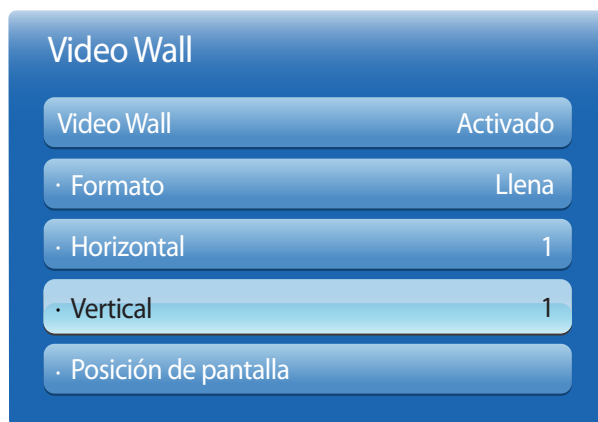 Video Wall
Video Wall Activado
· Formato Llena
· Horizontal 1
· Vertical 1
· Posición de pantalla